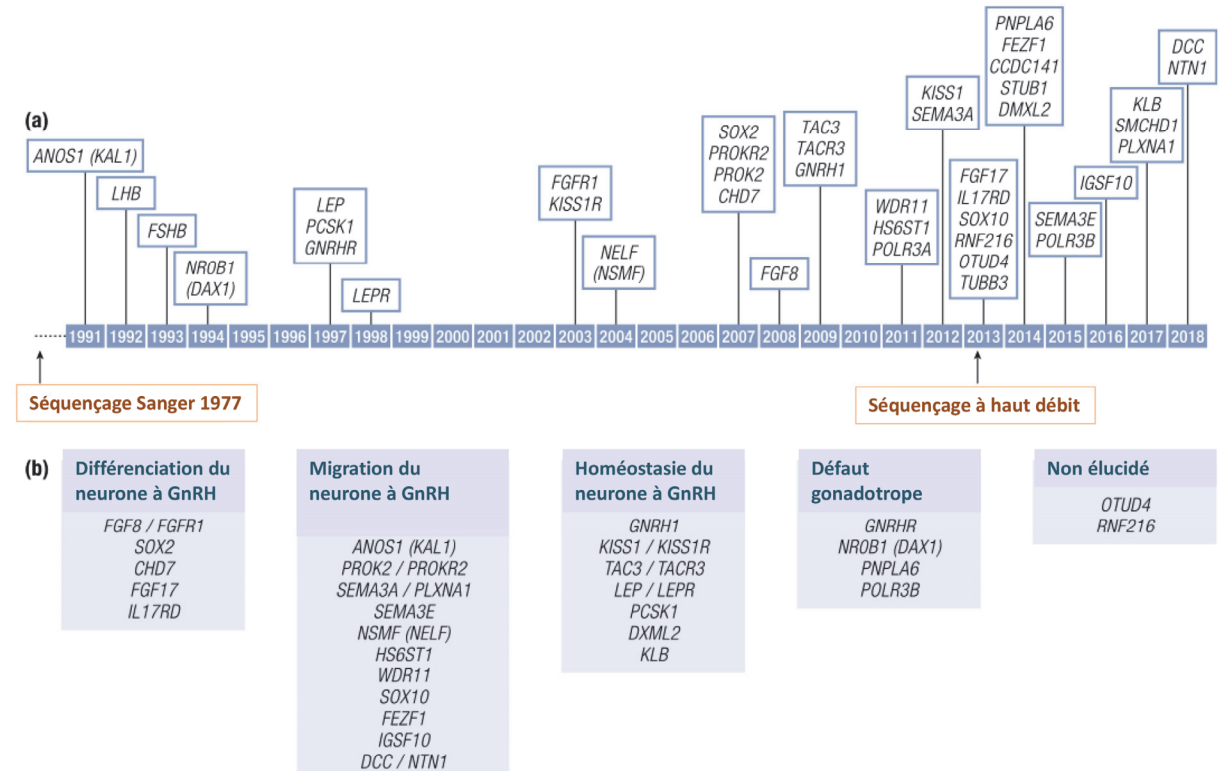 (a)
ANOS1 (KAL1)
LHB
FSHB
NR0B1
(DAX1)
LEP
PCSK1
GNRHR
LEPR
FGFR1
KISS1R
NELF
(NSMF)
SOX2
PROKR2
PROK2
CHD7
FGF8
TAC3
TACR3
GNRH1
WDR11
HS6ST1
POLR3A
KISS1
SEMA3A
FGF17
IL17RD
SOX10
RNF216
OTUD4
TUBB3
PNPLA6
FEZF1
CCDC141
STUB1
DMXL2
SEMA3E
POLR3B
IGSF10
KLB
SMCHD1
PLXNA1
DCC
NTN1
1991 1992 1993 1994 1995 1996 1997 1998 1999 2000 2001 2002 2003 2004 2005 2006 2007 2008 2009 2010 2011 2012 2013 2014 2015 2016 2017 2018
Séquençage Sanger 1977
Séquençage à haut débit
(b)
Différenciation du
neurone à GnRH
FGF8 / FGFR1
SOX2
CHD7
FGF17
IL17RD
Migration du
neurone à GnRH
ANOS1 (KAL1)
PROK2 / PROKR2
SEMA3A / PLXNA1
SEMA3E
NSMF (NELF)
HS6ST1
WDR11
SOX10
FEZF1
IGSF10
DCC / NTN1
Homéostasie du
neurone à GnRH
GNRH1
KISS1 / KISS1R
TAC3 / TACR3
LEP / LEPR
PCSK1
DXML2
KLB
Défaut
gonadotrope
GNRHR
NR0B1 (DAX1)
PNPLA6
POLR3B
Non élucidé
OTUD4
RNF216